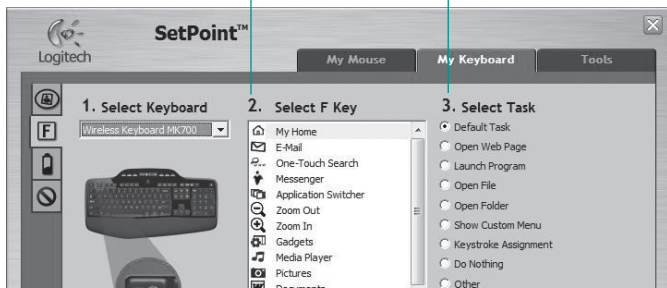 SetPoint™
Logitech
My Mouse
My Keyboard
Tools
1. Select Keyboard
Wireless Keyboard MK700
2. Select F Key
My Home
E-Mail
One-Touch Search
Messenger
Application Switcher
Zoom Out
Zoom In
Gadgets
Media Player
Pictures
Documents
3. Select Task
Default Task
Open Web Page
Launch Program
Open File
Open Folder
Show Custom Menu
Keystroke Assignment
Do Nothing
Other
F